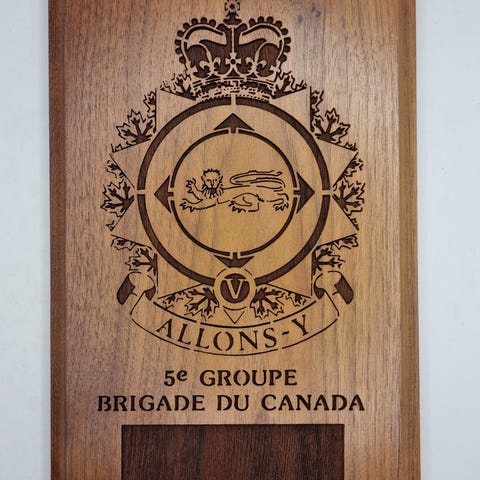 V
ALLONS-Y
5e GROUPE
BRIGADE DU CANADA